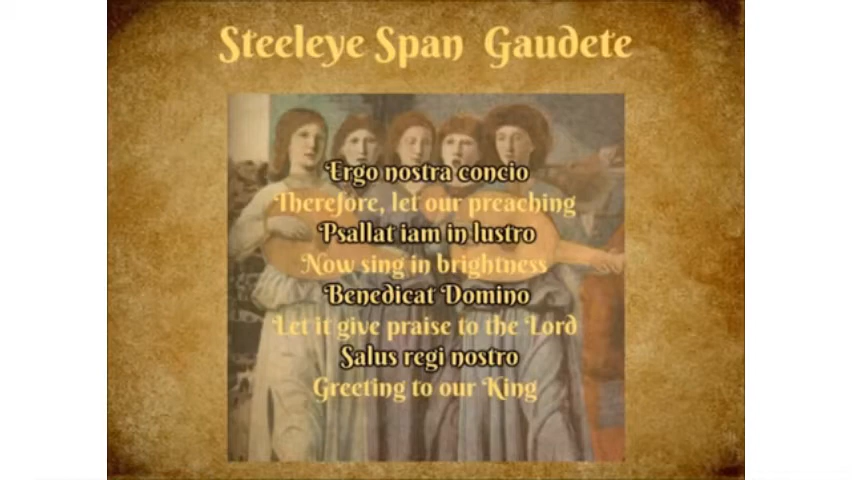 Steeleye Span Gaudete
Ergo nostra concio
Therefore, let our preaching
Psallat iam in lustro
Now sing in brightness
Benedicat Domino
Let it give praise to the Lord
Salus regi nostro
Greeting to our King